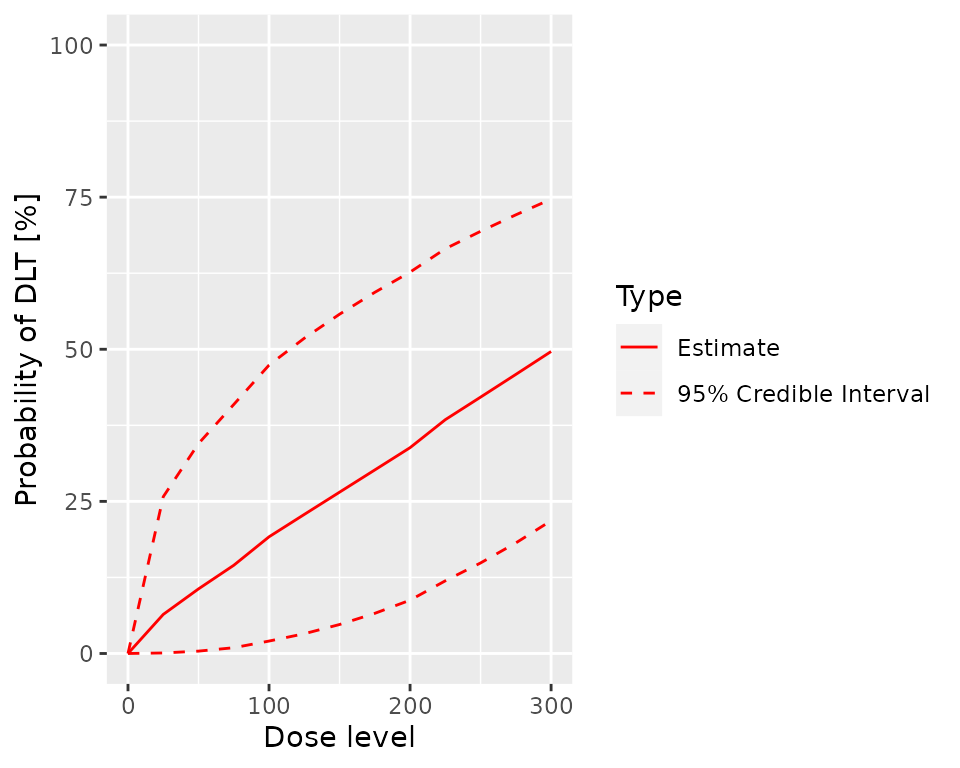 100
75
50
25
0
Probability of DLT [%]
0 100 200 300
Dose level
Type
Estimate
95% Credible Interval